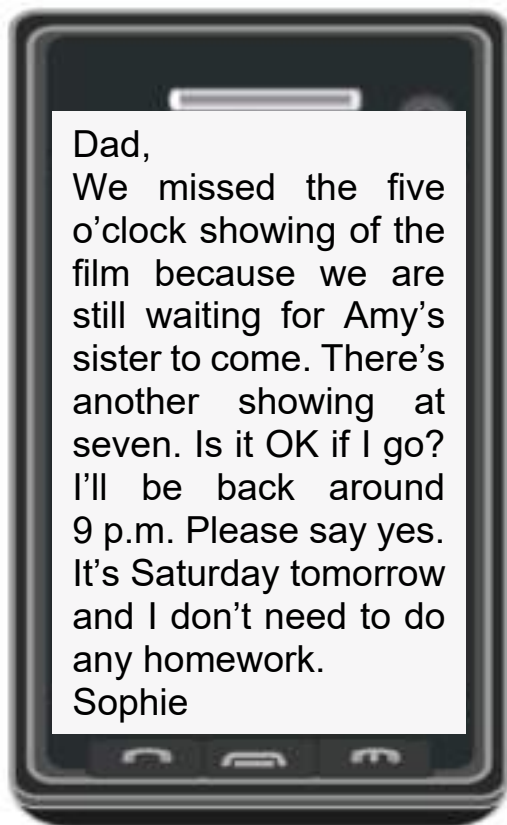 Dad,
We missed the five
o’clock showing of the
film because we are
still waiting for Amy’s
sister to come. There’s
another showing at
seven. Is it OK if I go?
I’ll be back around
9 p.m. Please say yes.
It’s Saturday tomorrow
and I don’t need to do
any homework.
Sophie